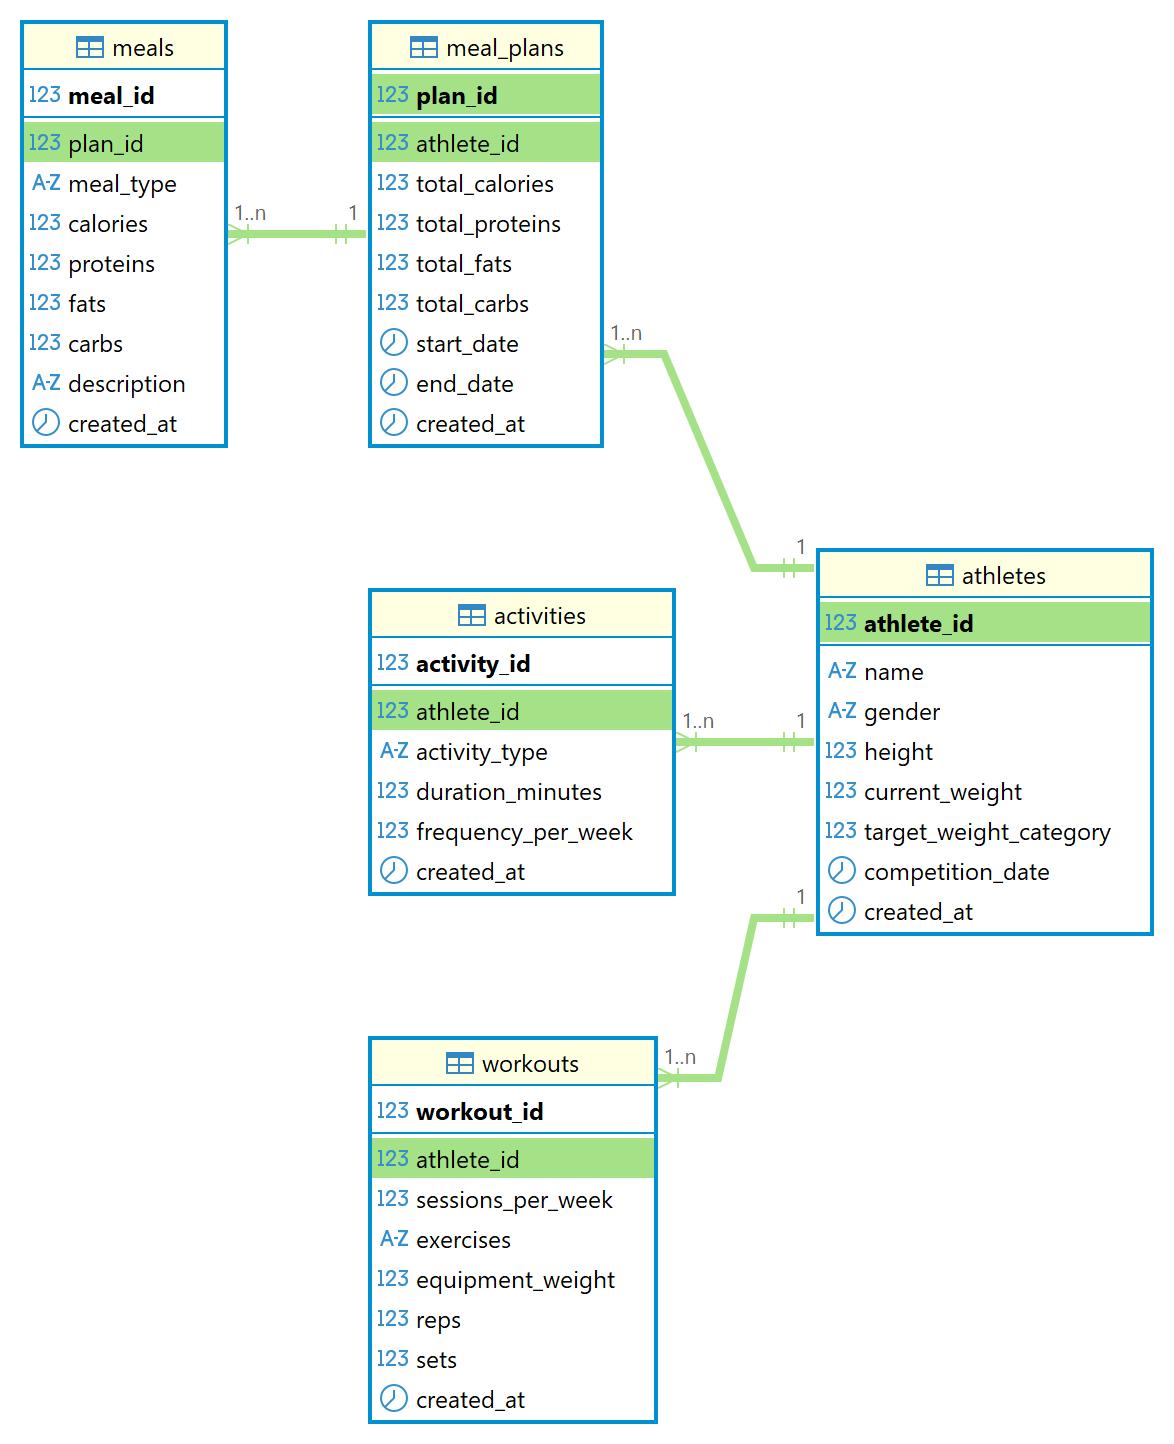 meals
123 meal_id
123 plan_id
A-Z meal_type
123 calories
123 proteins
123 fats
123 carbs
A-Z description
created_at
1..n
1
meal_plans
123 plan_id
123 athlete_id
123 total_calories
123 total_proteins
123 total_fats
123 total_carbs
start_date
end_date
created_at
1..n
1
activities
123 activity_id
123 athlete_id
A-Z activity_type
123 duration_minutes
123 frequency_per_week
created_at
1..n
1
athletes
123 athlete_id
A-Z name
A-Z gender
123 height
123 current_weight
123 target_weight_category
competition_date
created_at
1
1..n
workouts
123 workout_id
123 athlete_id
123 sessions_per_week
A-Z exercises
123 equipment_weight
123 reps
123 sets
created_at